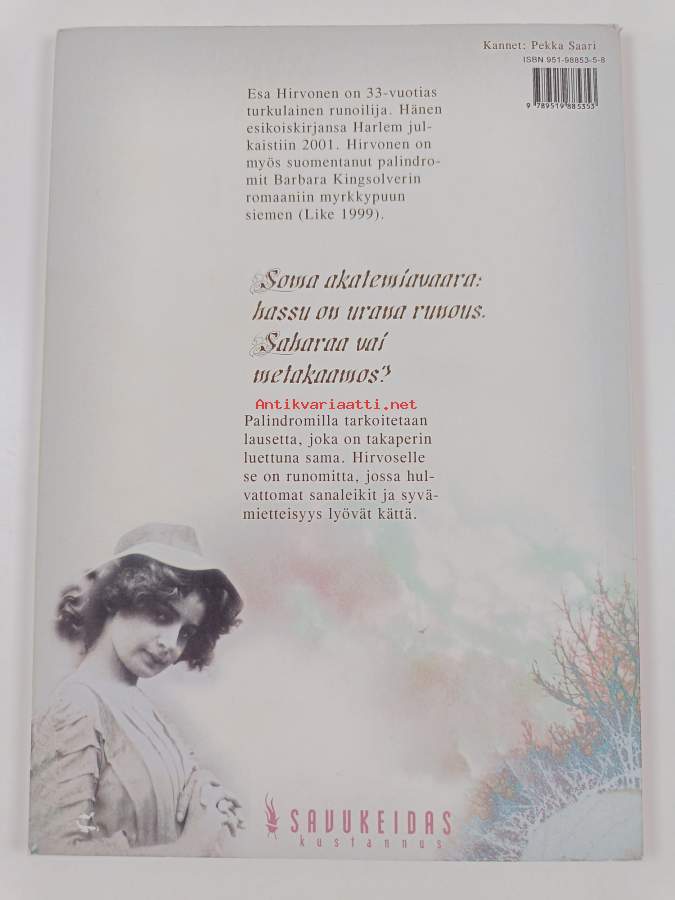 Kannet: Pekka Saari
ISBN 951-98853-5-8
9 789519 885353
Esa Hirvonen on 33-vuotias
turkulainen runoilija. Hänen
esikoiskirjansa Harlem jul-
kaistiin 2001. Hirvonen on
myös suomentanut palindro-
mit Barbara Kingsolverin
romaaniin myrkkypuun
siemen (Like 1999).
Soma akatemiavaara:
hassu on urana runous.
Saharaa vai
metakaamos?
Antikvariaatti.net
Palindromilla tarkoitetaan
lausetta, joka on takaperin
luettuna sama. Hirvoselle
se on runomitta, jossa hul-
vattomat sanaleikit ja syvä-
mietteisyys lyövät kättä.
SAVUKEIDAS
kustannus